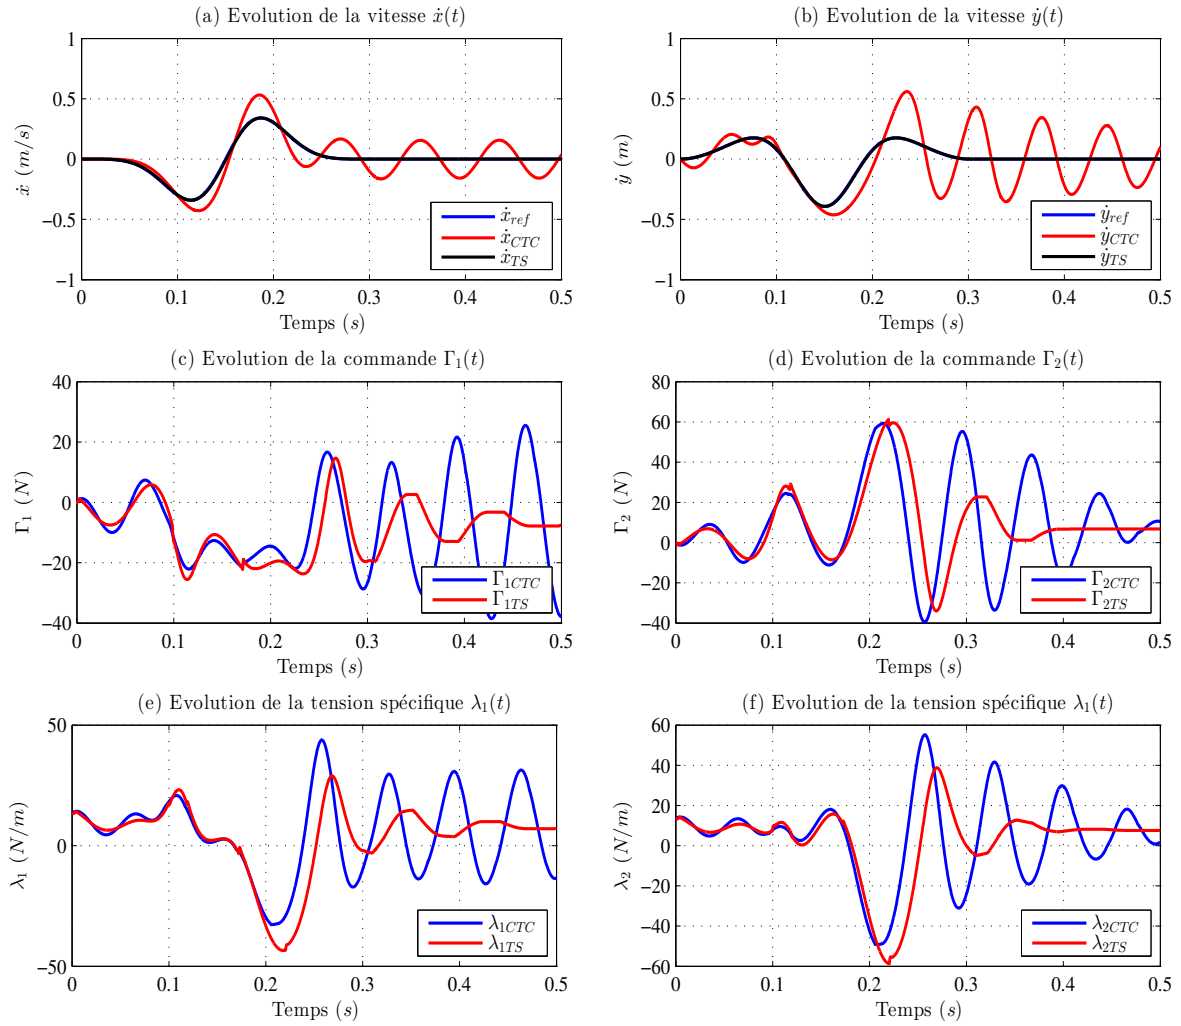 (a) Evolution de la vitesse ẋ(t)
1
0.5
0
−0.5
−1
ẋ (m/s)
0 0.1 0.2 0.3 0.4 0.5
Temps (s)
ẋref
ẋCTC
ẋTS
(b) Evolution de la vitesse ẏ(t)
1
0.5
0
−0.5
−1
ẏ (m)
0 0.1 0.2 0.3 0.4 0.5
Temps (s)
ẏref
ẏCTC
ẏTS
(c) Evolution de la commande Γ1(t)
40
20
0
−20
−40
Γ1 (N)
0 0.1 0.2 0.3 0.4 0.5
Temps (s)
Γ1CTC
Γ1TS
(d) Evolution de la commande Γ2(t)
80
60
40
20
0
−20
−40
Γ2 (N)
0 0.1 0.2 0.3 0.4 0.5
Temps (s)
Γ2CTC
Γ2TS
(e) Evolution de la tension spécifique λ1(t)
50
0
−50
λ1 (N/m)
0 0.1 0.2 0.3 0.4 0.5
Temps (s)
λ1CTC
λ1TS
(f) Evolution de la tension spécifique λ1(t)
60
40
20
0
−20
−40
−60
λ2 (N/m)
0 0.1 0.2 0.3 0.4 0.5
Temps (s)
λ2CTC
λ2TS